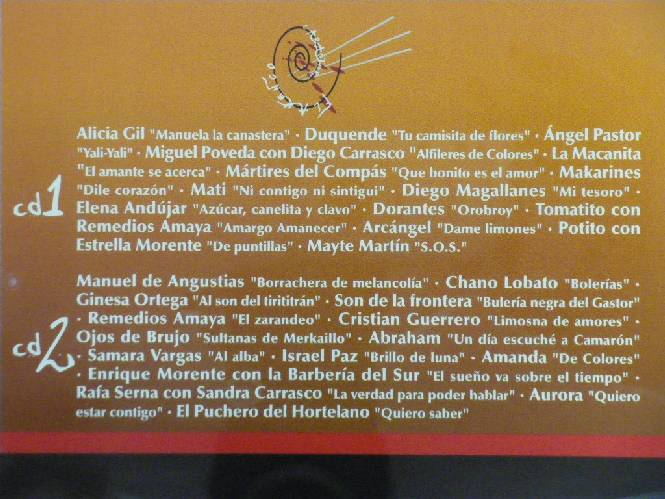 Alicia Gil "Manuela la canastera" · Duquende "Tu camisita de flores" · Ángel Pastor
"Yali-Yali" · Miguel Poveda con Diego Carrasco "Alfileres de Colores" · La Macanita
"El amante se acerca" · Mártires del Compás "Que bonito es el amor" · Makarines
cd1 "Dile corazón" · Mati "Ni contigo ni sintigui" · Diego Magallanes "Mi tesoro" ·
Elena Andújar "Azúcar, canelita y clavo" · Dorantes "Orobroy" · Tomatito con
Remedios Amaya "Amargo Amanecer" · Arcángel "Dame limones" · Potito con
Estrella Morente "De puntillas" · Mayte Martín "S.O.S."
Manuel de Angustias "Borrachera de melancolía" · Chano Lobato "Bolerías" ·
Ginesa Ortega "Al son del tirititrán" · Son de la frontera "Bulería negra del Gastor"
· Remedios Amaya "El zarandeo" · Cristian Guerrero "Limosna de amores" ·
cd2 Ojos de Brujo "Sultanas de Merkaillo" · Abraham "Un día escuché a Camarón"
· Samara Vargas "Al alba" · Israel Paz "Brillo de luna" · Amanda "De Colores"
· Enrique Morente con la Barbería del Sur "El sueño va sobre el tiempo" ·
Rafa Serna con Sandra Carrasco "La verdad para poder hablar" · Aurora "Quiero
estar contigo" · El Puchero del Hortelano "Quiero saber"